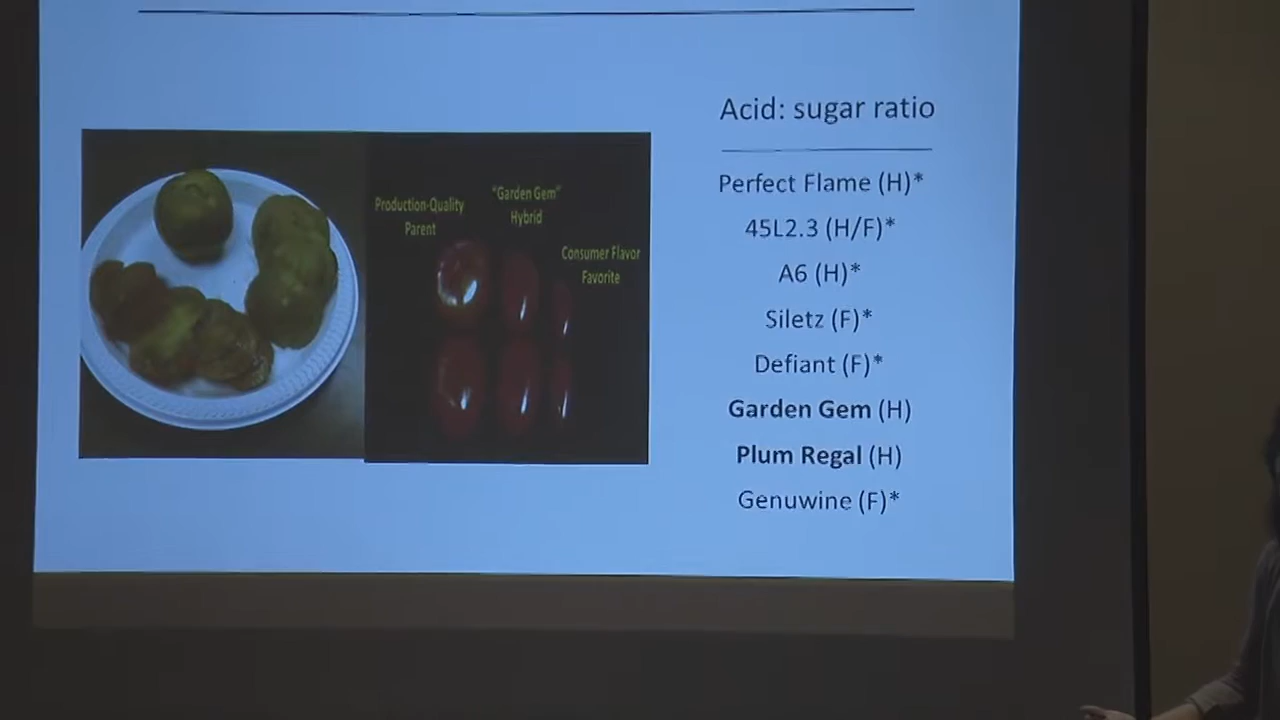 Acid: sugar ratio
Production-Quality
Parent
"Garden Gem"
Hybrid
Consumer Flavor
Favorite
Perfect Flame (H)*
45L2.3 (H/F)*
A6 (H)*
Siletz (F)*
Defiant (F)*
Garden Gem (H)
Plum Regal (H)
Genuwine (F)*